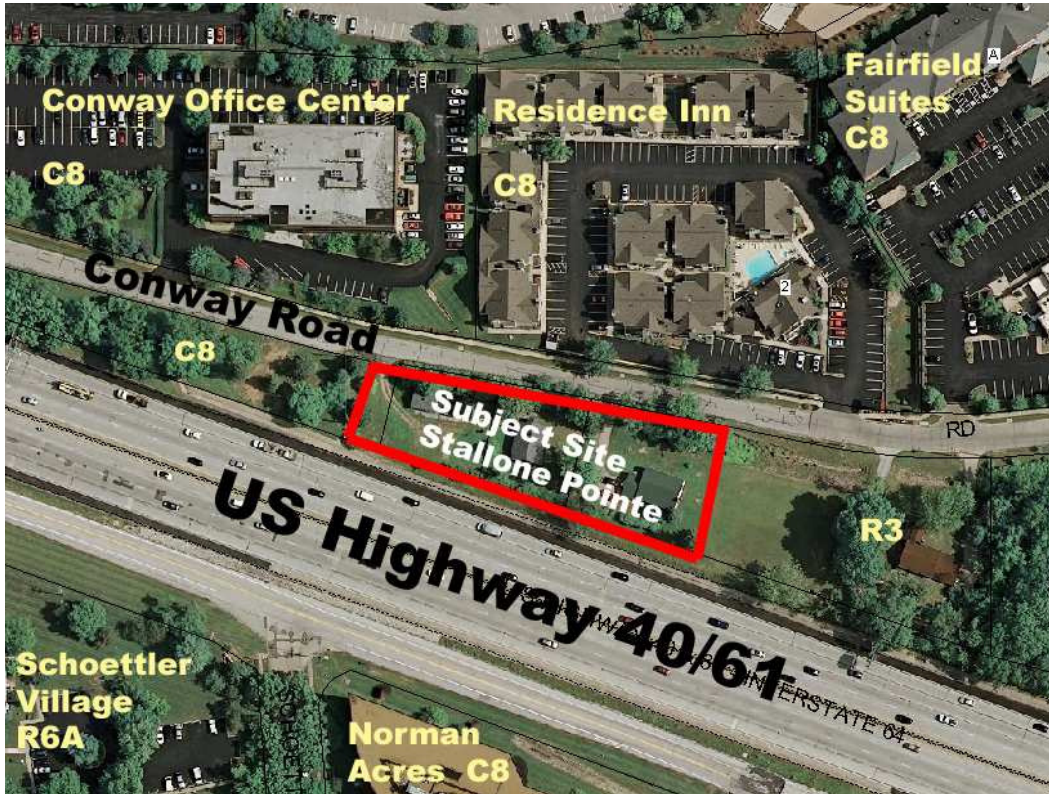 Conway Office Center
C8
Residence Inn
C8
Fairfield
Suites
C8
A
2
Conway Road
C8
RD
Subject Site
Stallone Pointe
R3
US Highway 40/61
INTERSTATE 64
Schoettler
Village
R6A
Norman
Acres C8